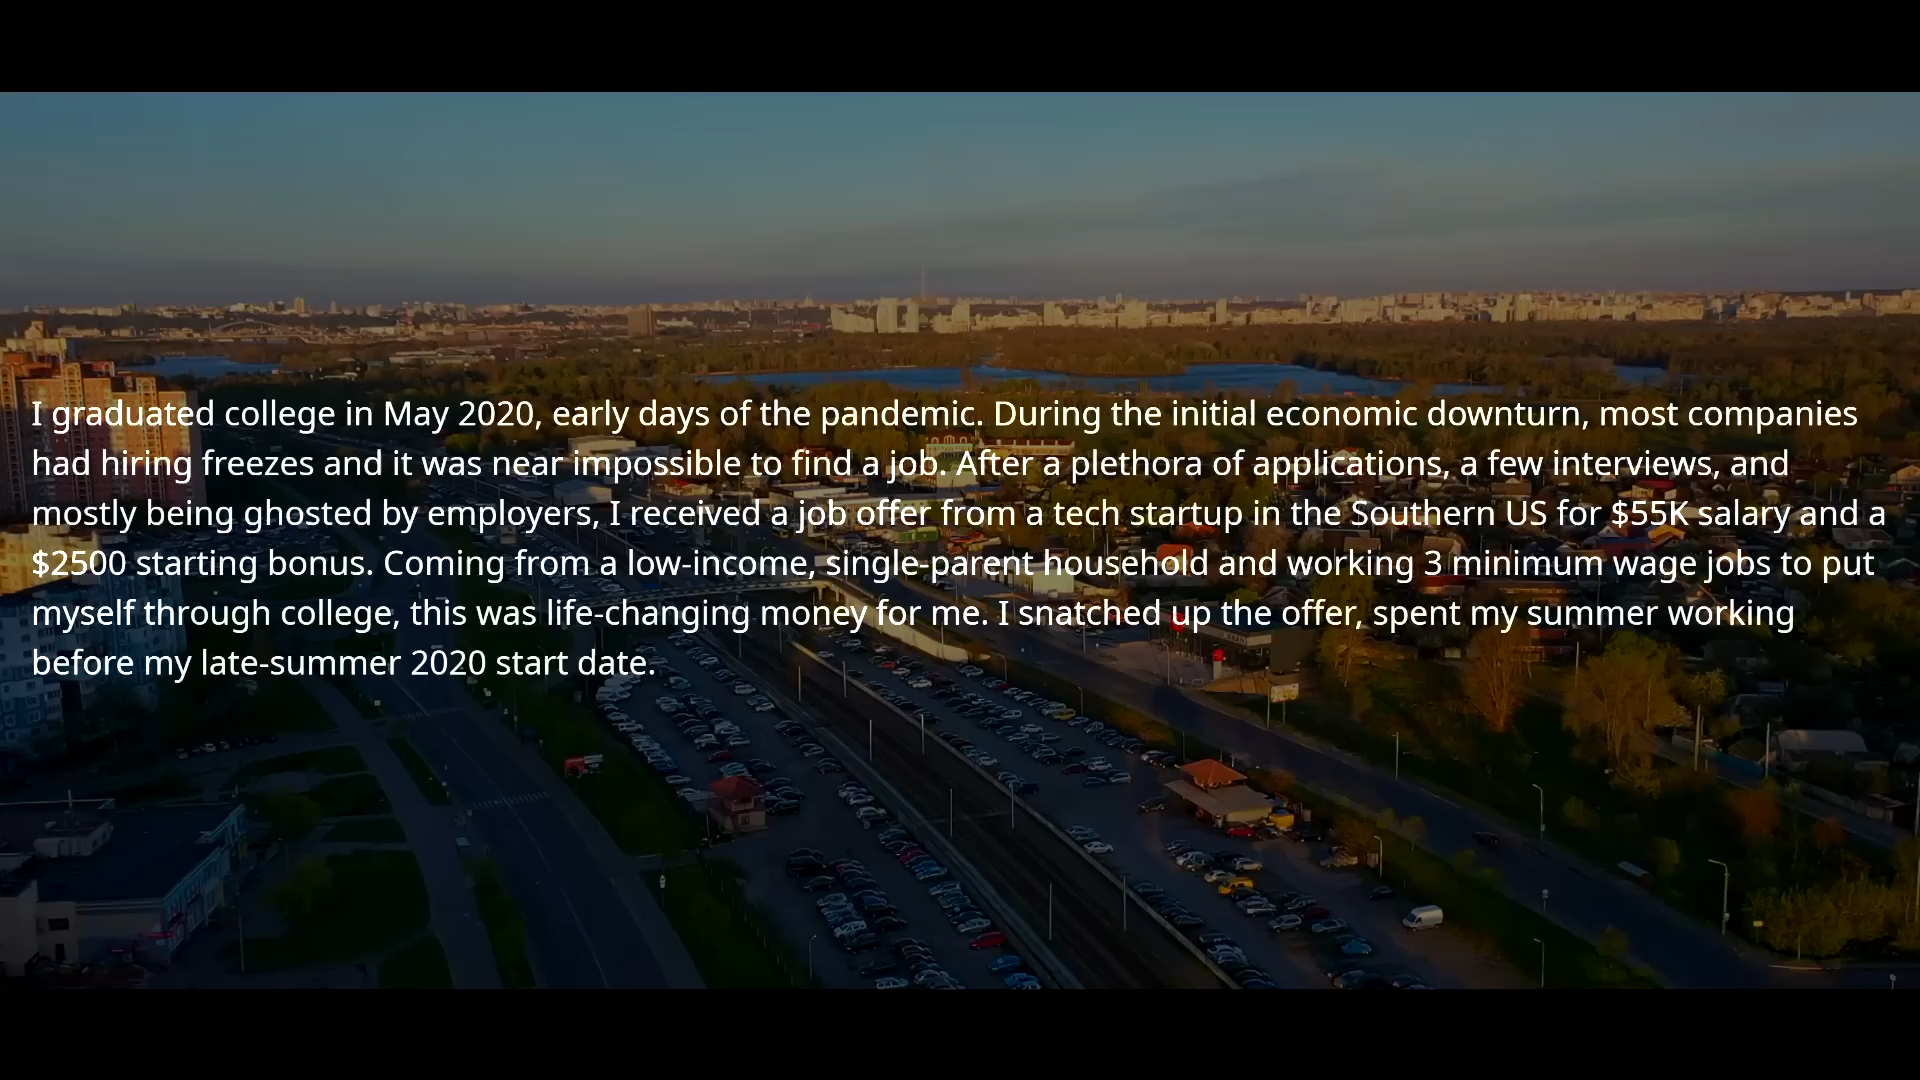 I graduated college in May 2020, early days of the pandemic. During the initial economic downturn, most companies
had hiring freezes and it was near impossible to find a job. After a plethora of applications, a few interviews, and
mostly being ghosted by employers, I received a job offer from a tech startup in the Southern US for $55K salary and a
$2500 starting bonus. Coming from a low-income, single-parent household and working 3 minimum wage jobs to put
myself through college, this was life-changing money for me. I snatched up the offer, spent my summer working
before my late-summer 2020 start date.